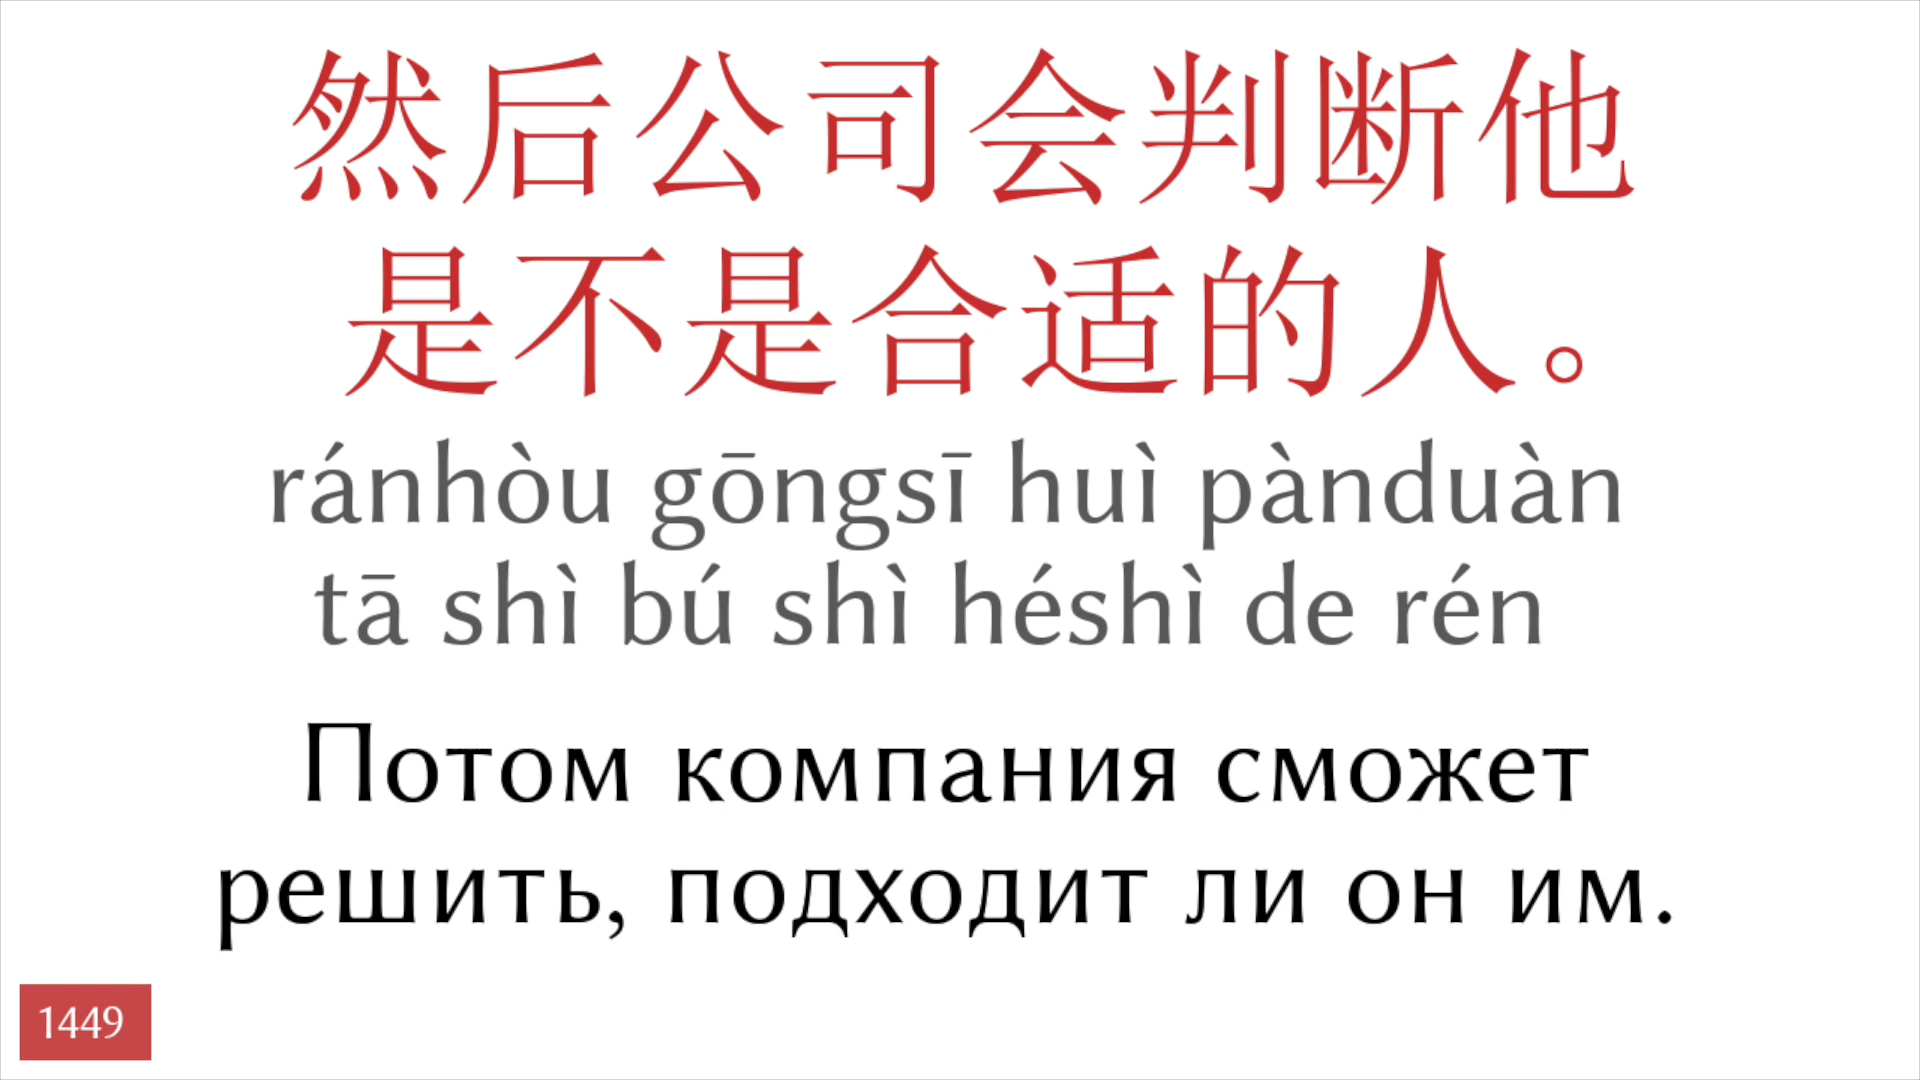 然后公司会判断他
是不是合适的人。
ránhòu gōngsī huì pànduàn
tā shì bú shì héshì de rén
Потом компания сможет
решить, подходит ли он им.
1449